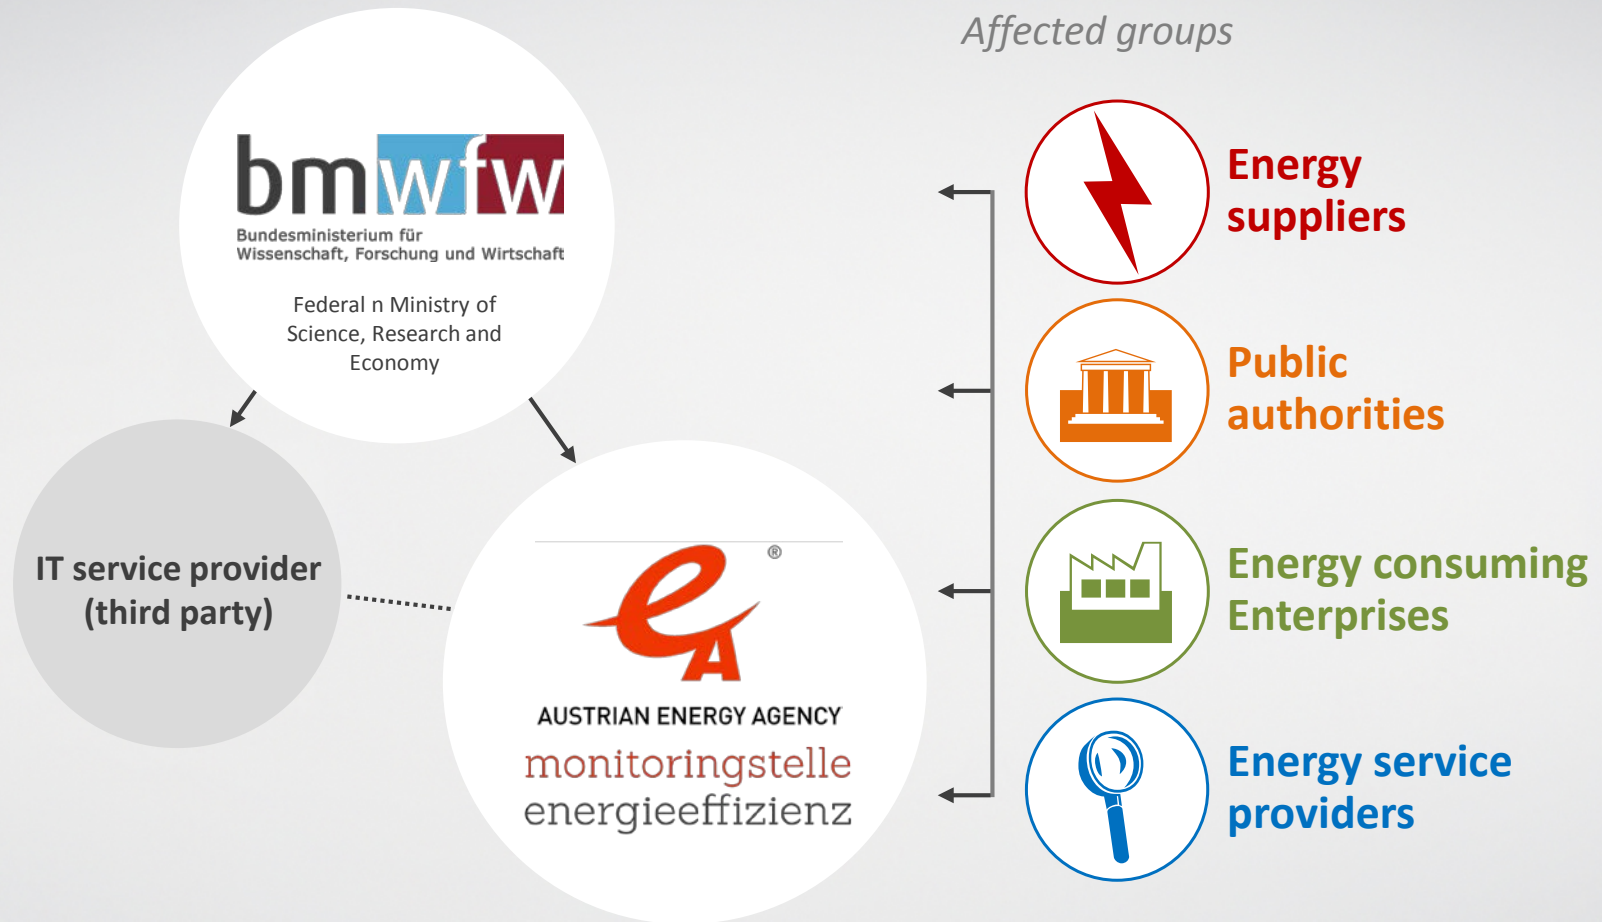 Affected groups
bmwfw
Bundesministerium für
Wissenschaft, Forschung und Wirtschaft
Federal n Ministry of
Science, Research and
Economy
IT service provider
(third party)
eA ®
AUSTRIAN ENERGY AGENCY
monitoringstelle
energieeffizienz
Energy
suppliers
Public
authorities
Energy consuming
Enterprises
Energy service
providers